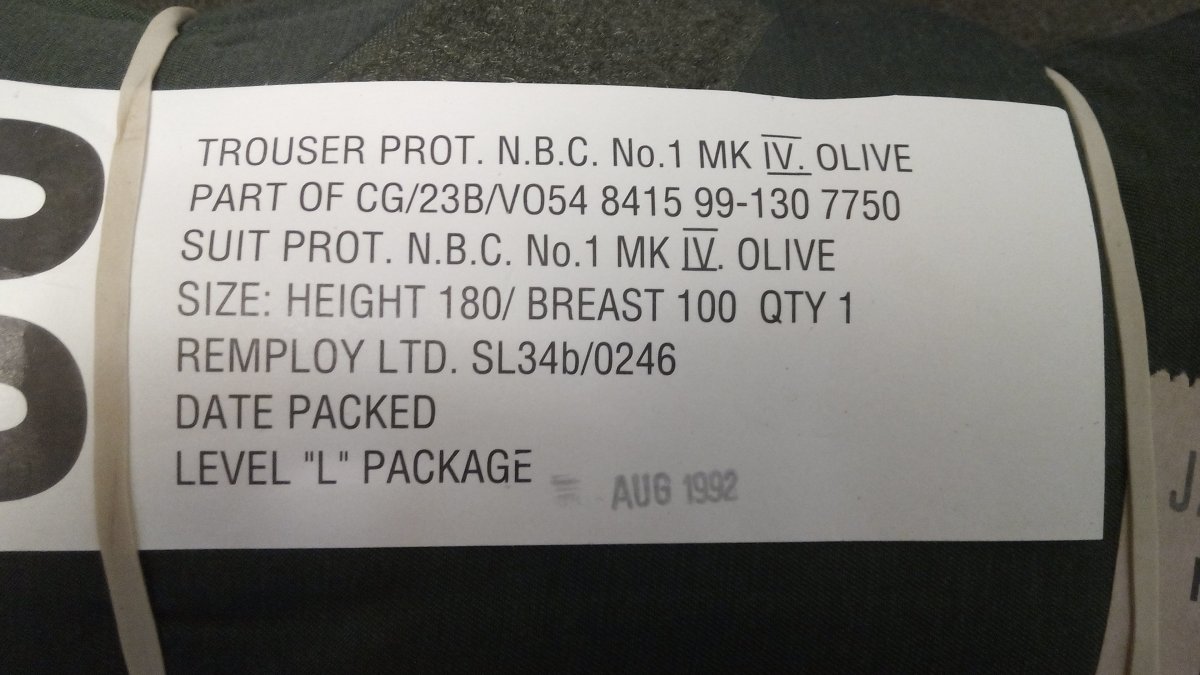 TROUSER PROT. N.B.C. No.1 MK IV. OLIVE
PART OF CG/23B/VO54 8415 99-130 7750
SUIT PROT. N.B.C. No.1 MK IV. OLIVE
SIZE: HEIGHT 180/ BREAST 100 QTY 1
REMPLOY LTD. SL34b/0246
DATE PACKED
LEVEL "L" PACKAGE
AUG 1992